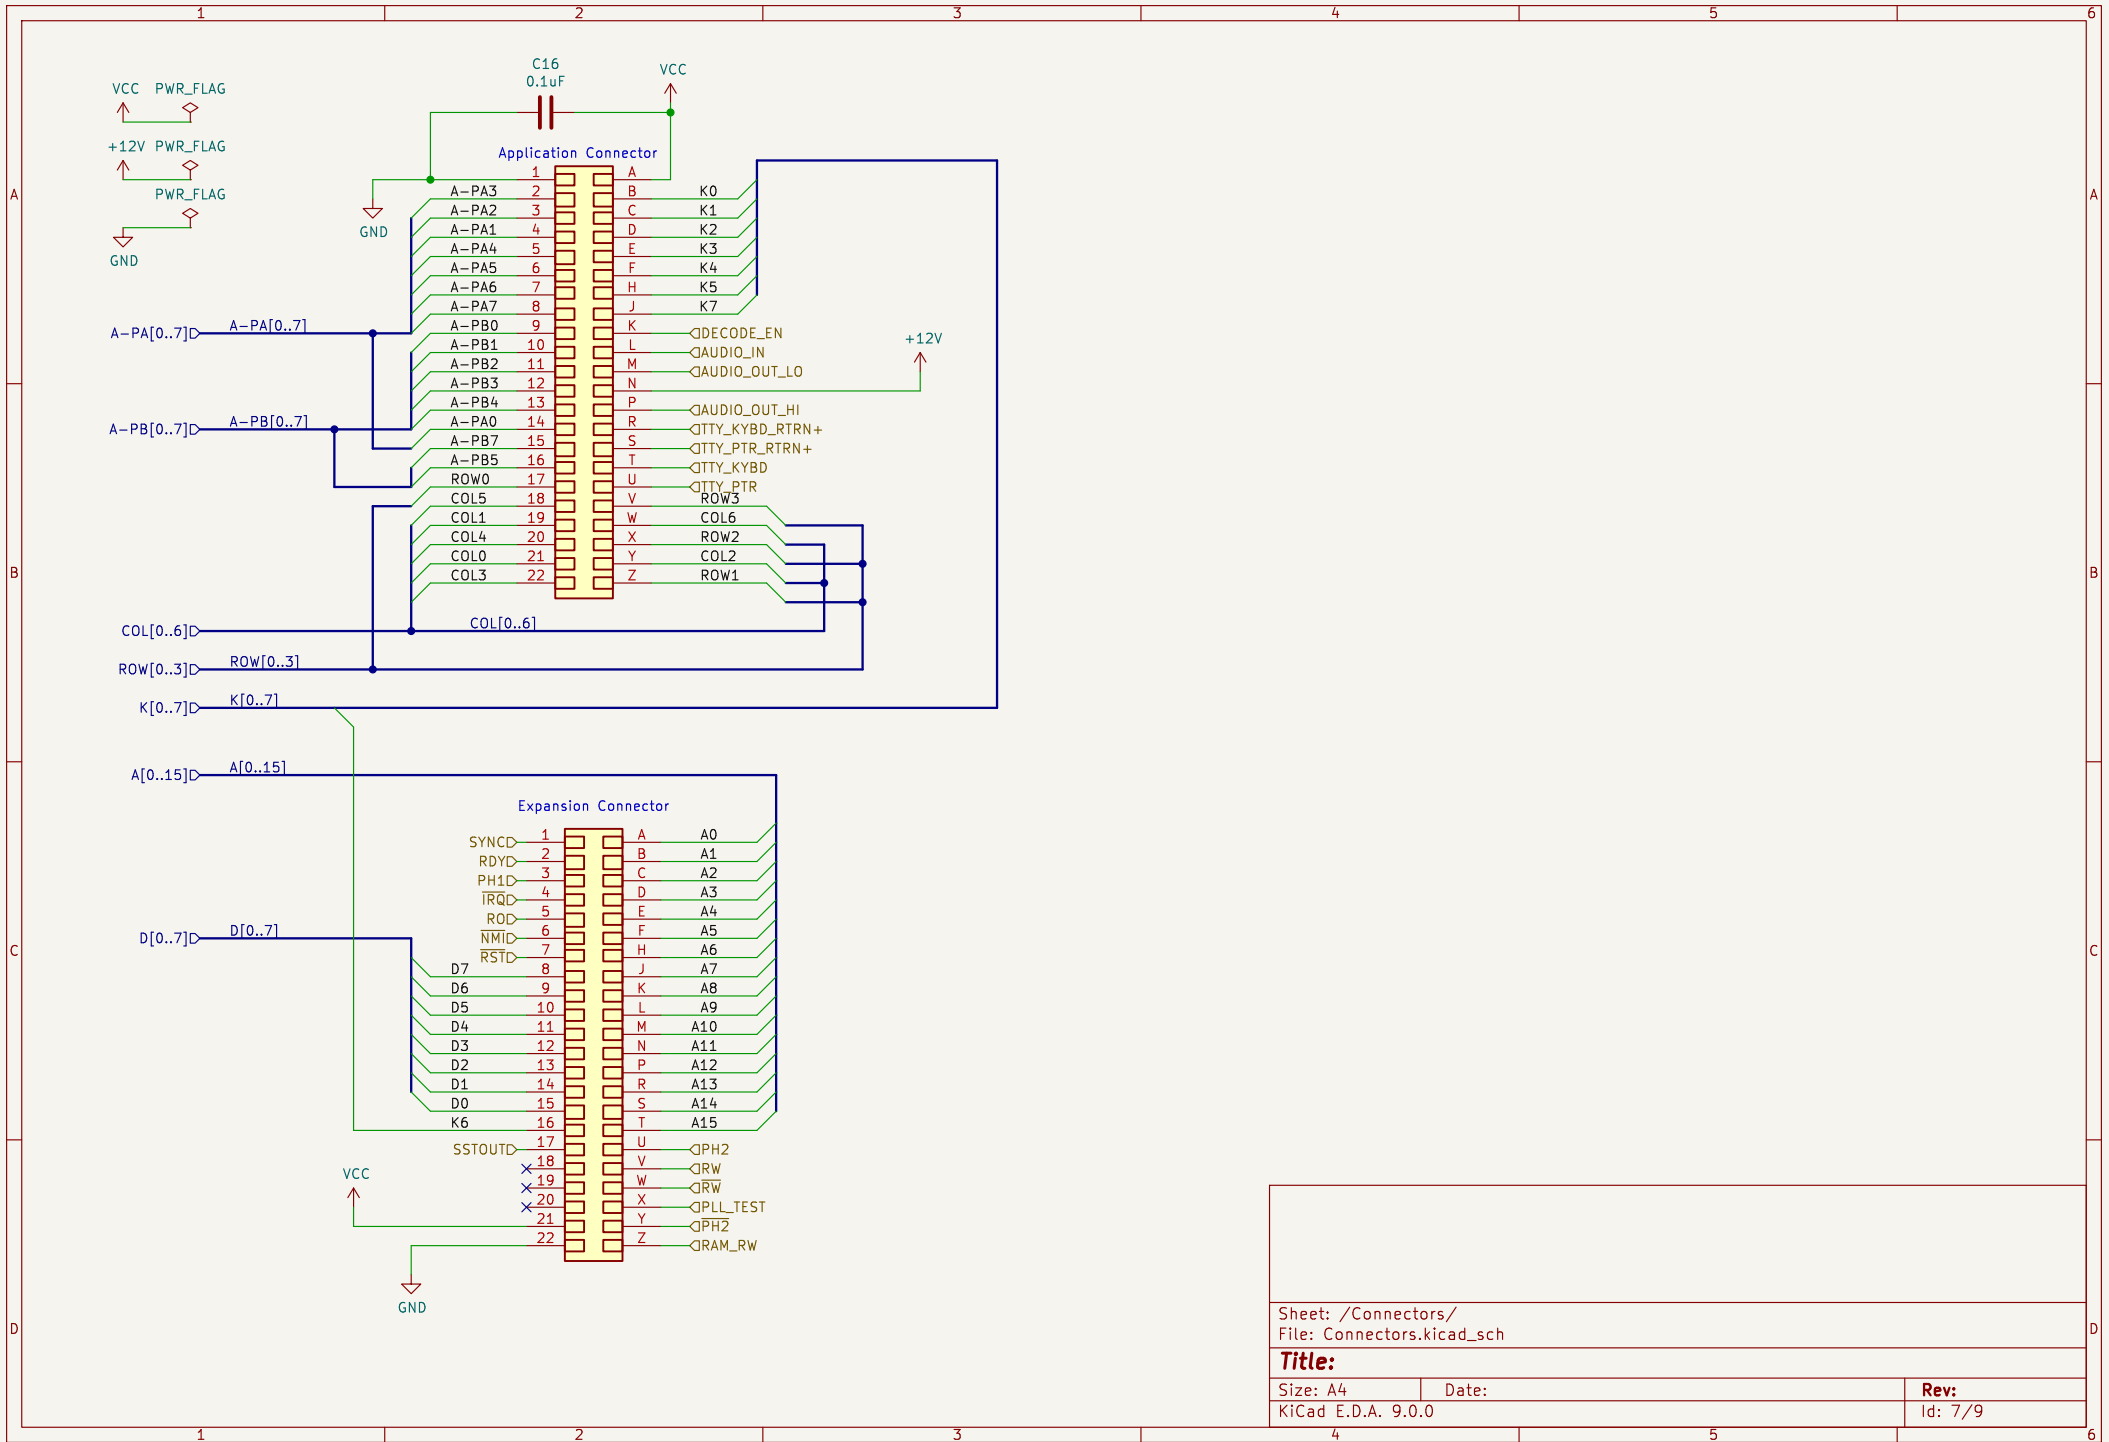 1 2 3 4 5 6
A
B
C
D
A
B
C
D
VCC PWR_FLAG
+12V PWR_FLAG
PWR_FLAG
GND
C16
0.1uF
VCC
GND
Application Connector
1 A
A-PA3 2 B K0
A-PA2 3 C K1
A-PA1 4 D K2
A-PA4 5 E K3
A-PA5 6 F K4
A-PA6 7 H K5
A-PA7 8 J K7
A-PB0 9 K DECODE_EN
A-PB1 10 L AUDIO_IN
A-PB2 11 M AUDIO_OUT_LO
A-PB3 12 N
+12V
A-PB4 13 P AUDIO_OUT_HI
A-PA0 14 R TTY_KYBD_RTRN+
A-PB7 15 S TTY_PTR_RTRN+
A-PB5 16 T TTY_KYBD
ROW0 17 U TTY_PTR
COL5 18 V ROW3
COL1 19 W COL6
COL4 20 X ROW2
COL0 21 Y COL2
COL3 22 Z ROW1
A-PA[0..7] A-PA[0..7]
A-PB[0..7] A-PB[0..7]
COL[0..6] COL[0..6]
ROW[0..3] ROW[0..3]
K[0..7] K[0..7]
A[0..15] A[0..15]
Expansion Connector
SYNC 1 A A0
RDY 2 B A1
PH1 3 C A2
IRQ 4 D A3
RO 5 E A4
NMI 6 F A5
RST 7 H A6
D7 8 J A7
D6 9 K A8
D5 10 L A9
D4 11 M A10
D3 12 N A11
D2 13 P A12
D1 14 R A13
D0 15 S A14
K6 16 T A15
SSTOUT 17 U PH2
18 V RW
19 W RW
20 X PLL_TEST
21 Y PH2
22 Z RAM_RW
D[0..7] D[0..7]
VCC
GND
Sheet: /Connectors/
File: Connectors.kicad_sch
Title:
Size: A4 Date: Rev:
KiCad E.D.A. 9.0.0 Id: 7/9
1 2 3 4 5 6